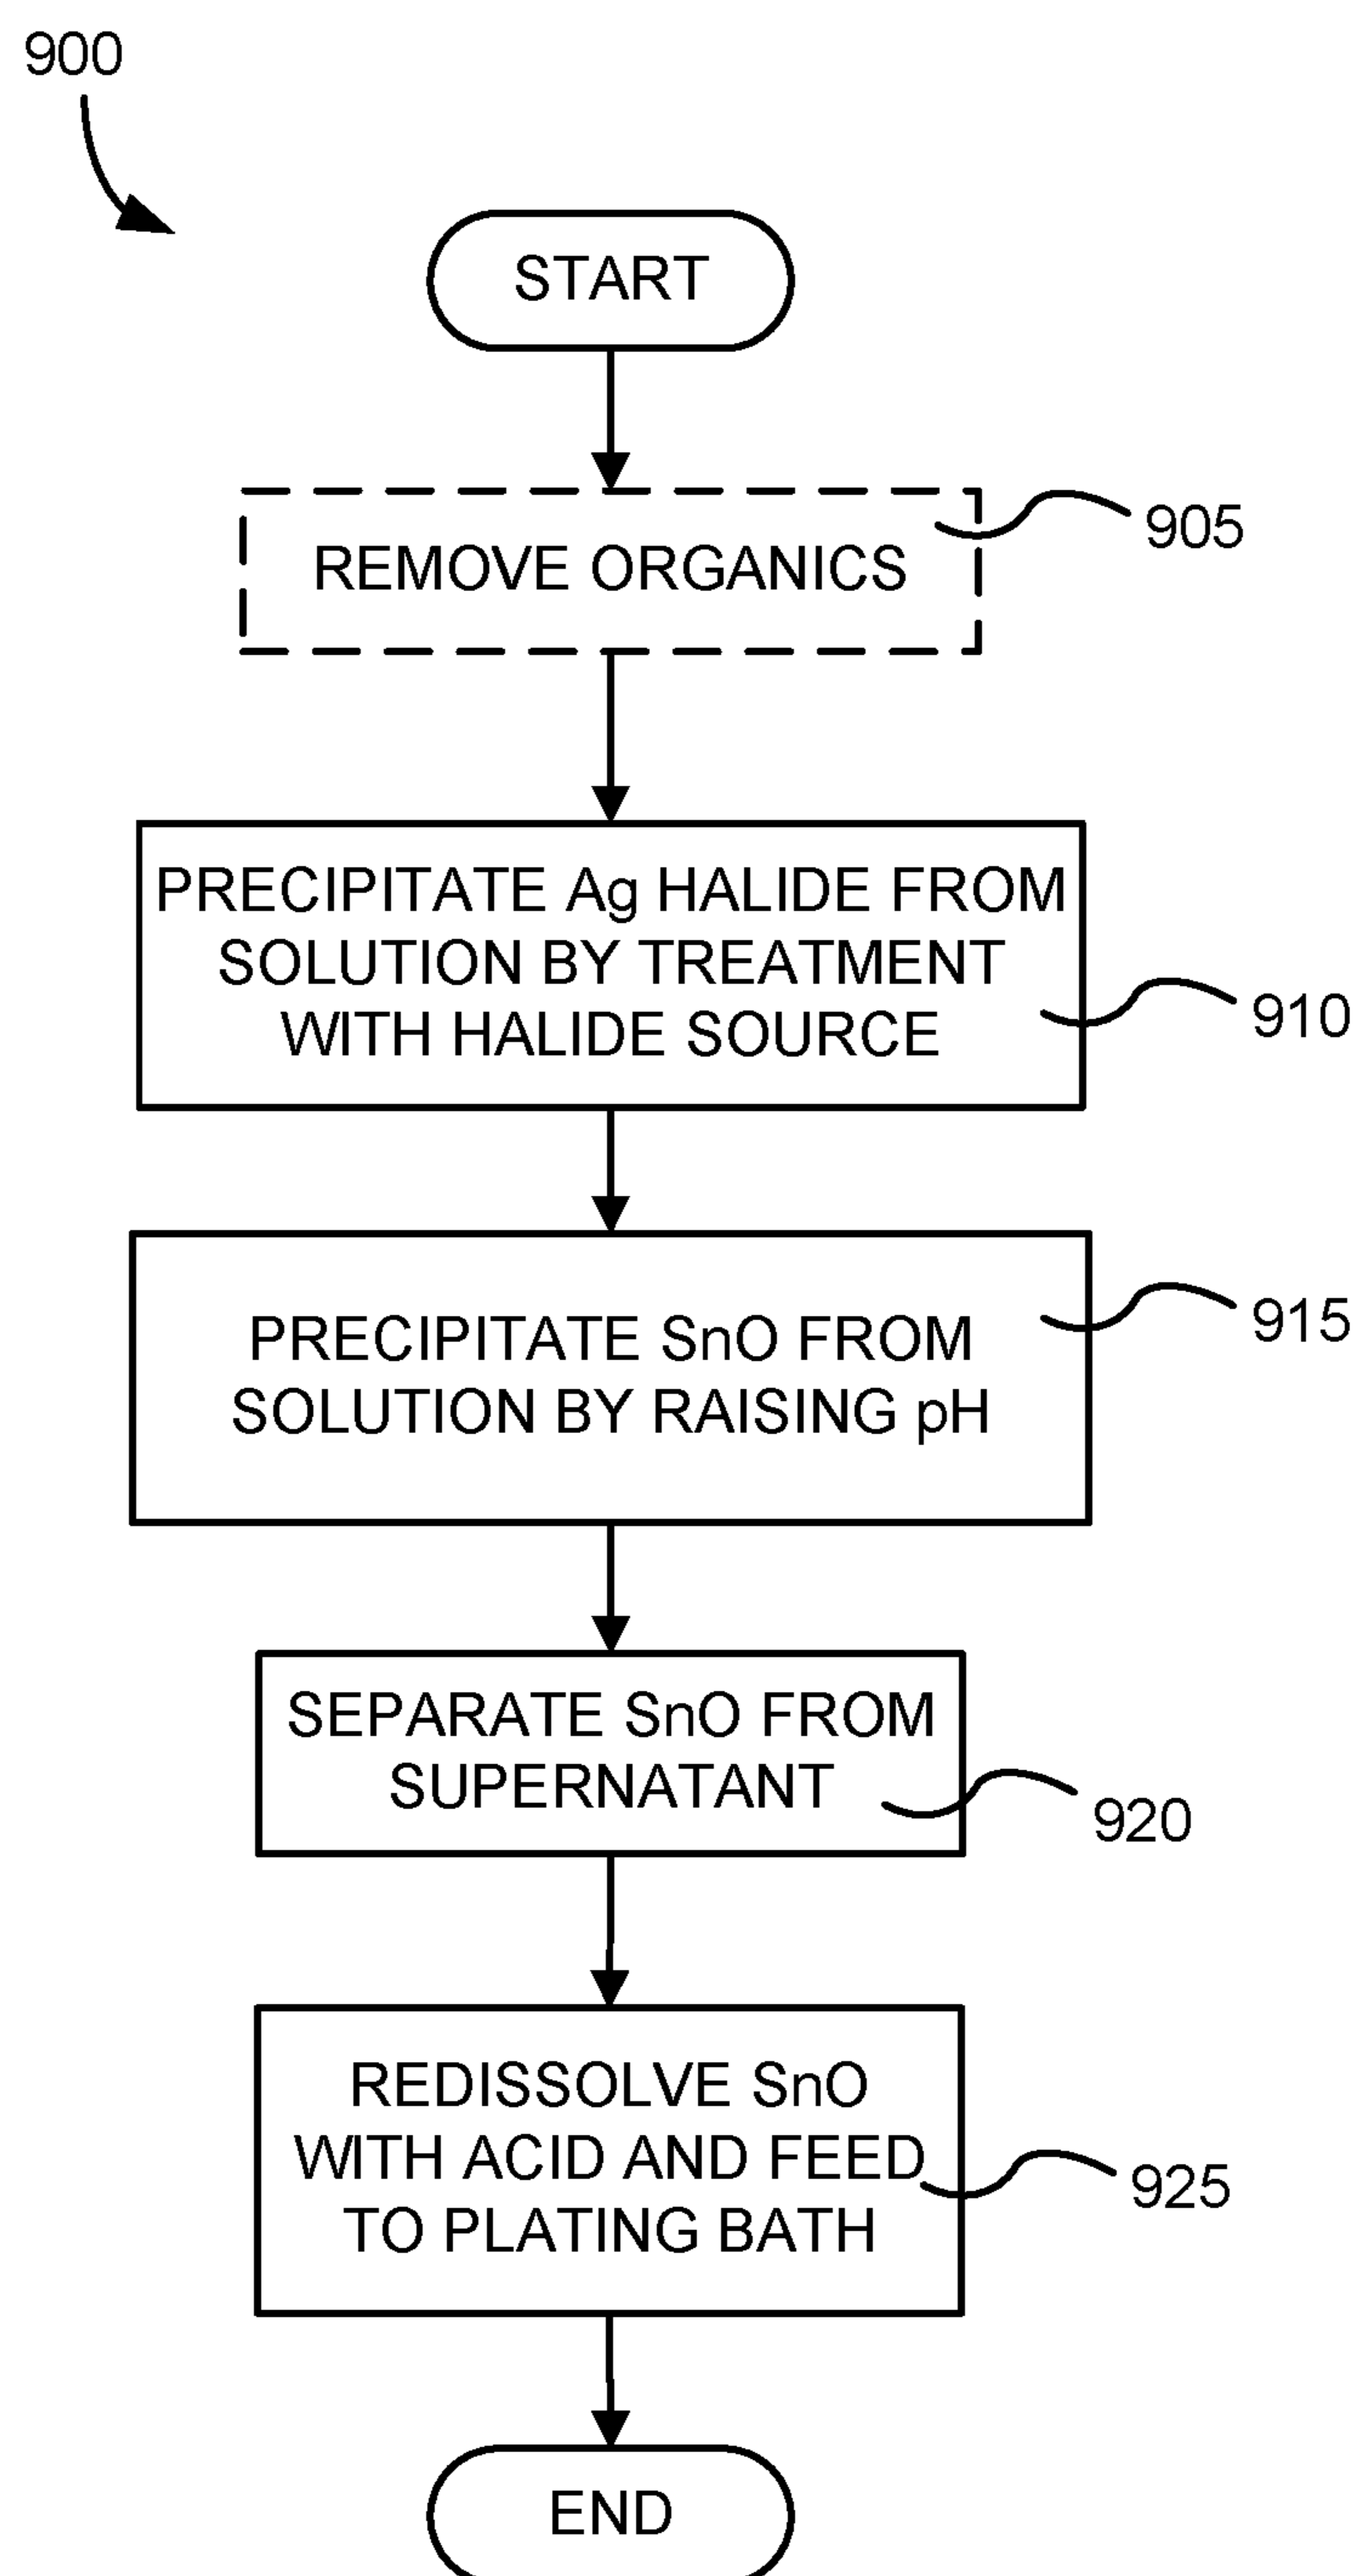 900
START
REMOVE ORGANICS
905
PRECIPITATE Ag HALIDE FROM
SOLUTION BY TREATMENT
WITH HALIDE SOURCE
910
PRECIPITATE SnO FROM
SOLUTION BY RAISING pH
915
SEPARATE SnO FROM
SUPERNATANT
920
REDISSOLVE SnO
WITH ACID AND FEED
TO PLATING BATH
925
END